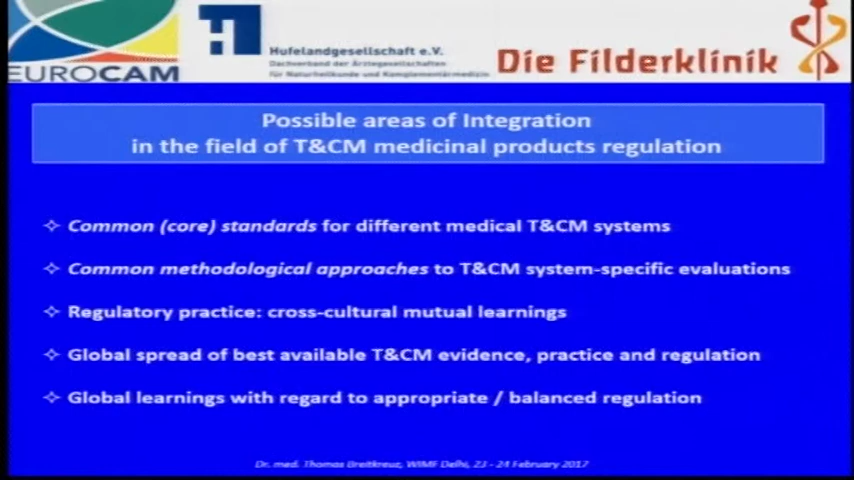 EUROCAM
Hufelandgesellschaft e.V.
Dachverband der Ärztegesellschaften
für Naturheilkunde und Komplementärmedizin
Die Filderklinik
Possible areas of Integration
in the field of T&CM medicinal products regulation
Common (core) standards for different medical T&CM systems
Common methodological approaches to T&CM system-specific evaluations
Regulatory practice: cross-cultural mutual learnings
Global spread of best available T&CM evidence, practice and regulation
Global learnings with regard to appropriate / balanced regulation
Dr. med. Thomas Breitkreuz, WIMF Delhi, 23 - 24 February 2017